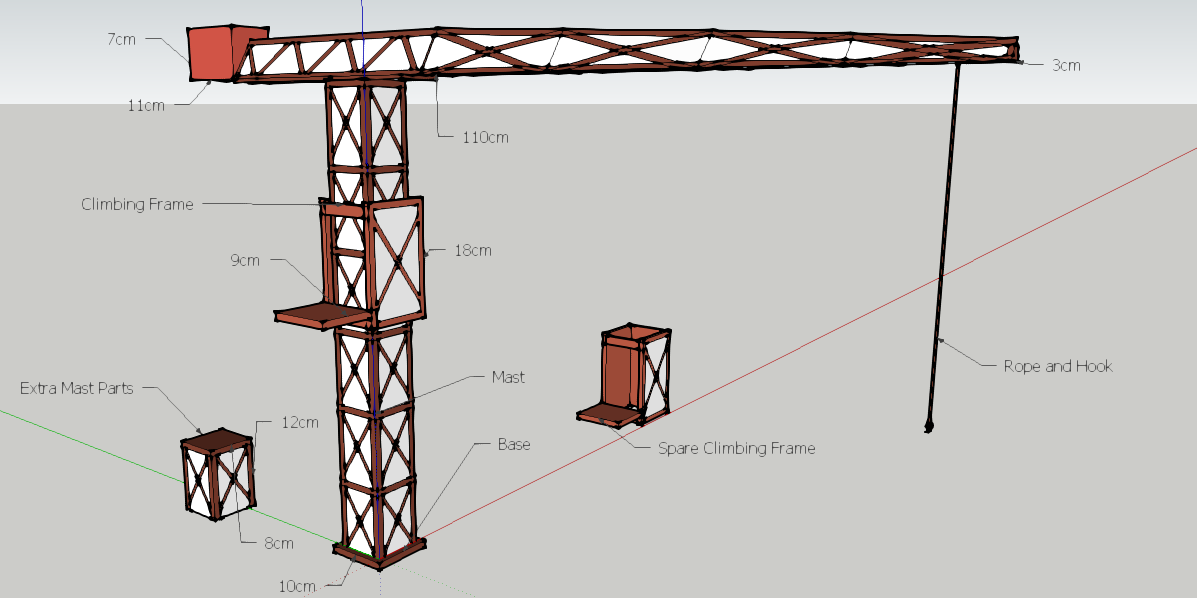 7cm
3cm
11cm
110cm
Climbing Frame
18cm
9cm
Rope and Hook
Mast
Extra Mast Parts
12cm
Base
Spare Climbing Frame
8cm
10cm